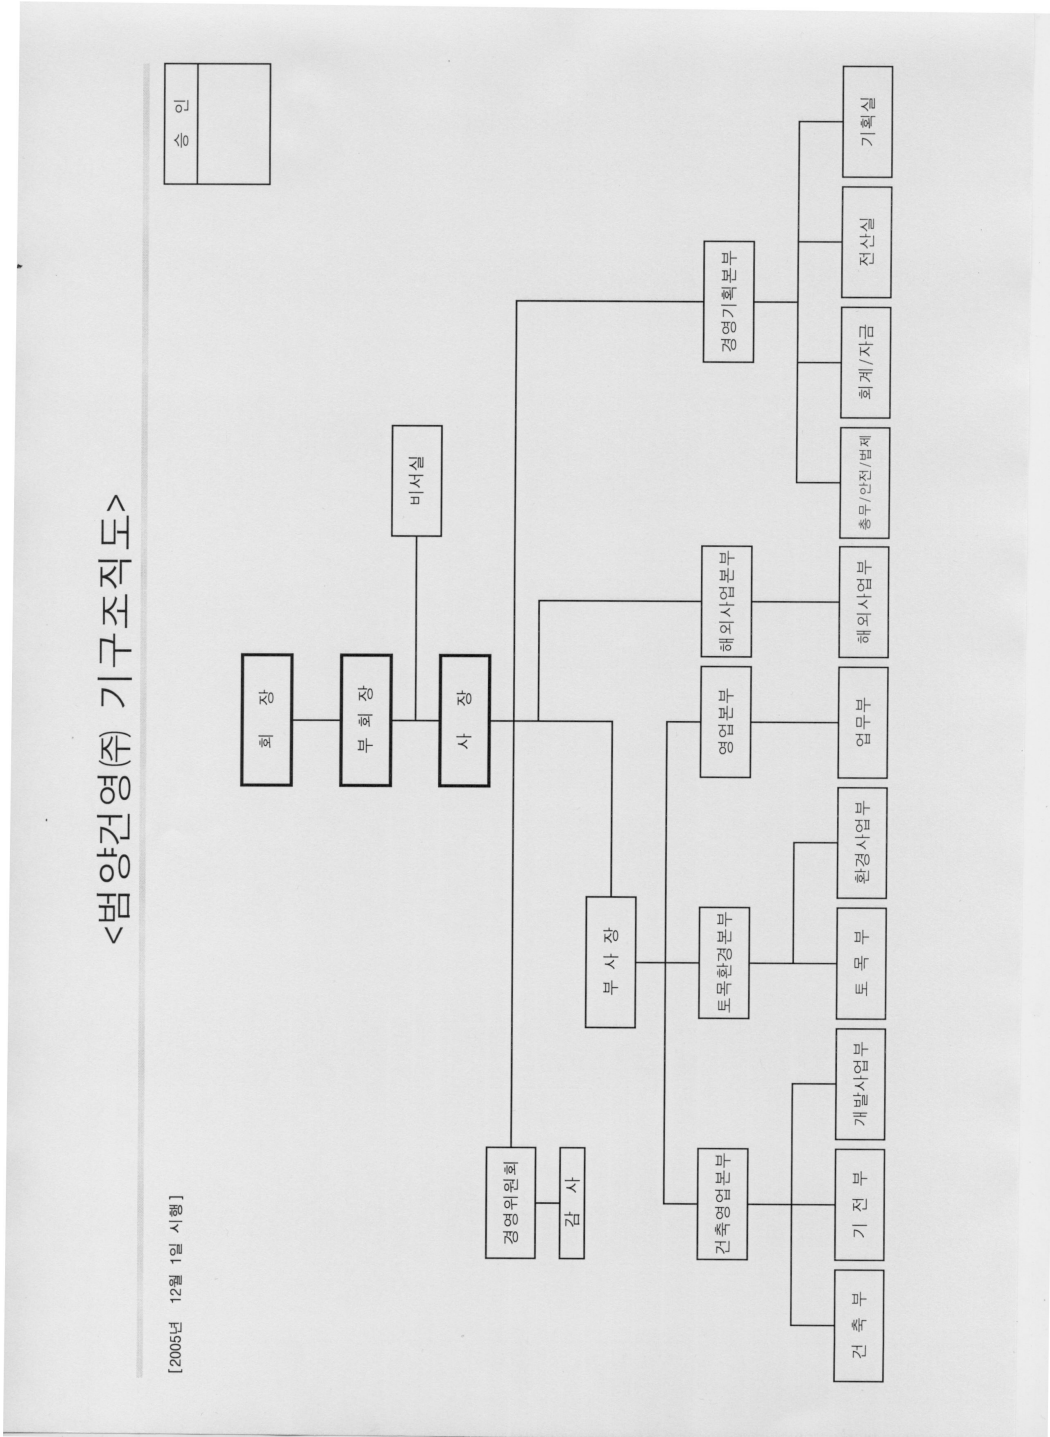 <범양건영(주) 기구조직도>
[2005년 12월 1일 시행]
승 인
회 장
부 회 장
비서실
사 장
경영위원회
감 사
부 사 장
건축영업본부
토목환경본부
영업본부
해외사업본부
경영기획본부
건 축 부
기 전 부
개발사업부
토 목 부
환경사업부
업무부
해외사업부
총무/안전/법제
회계/자금
전산실
기획실